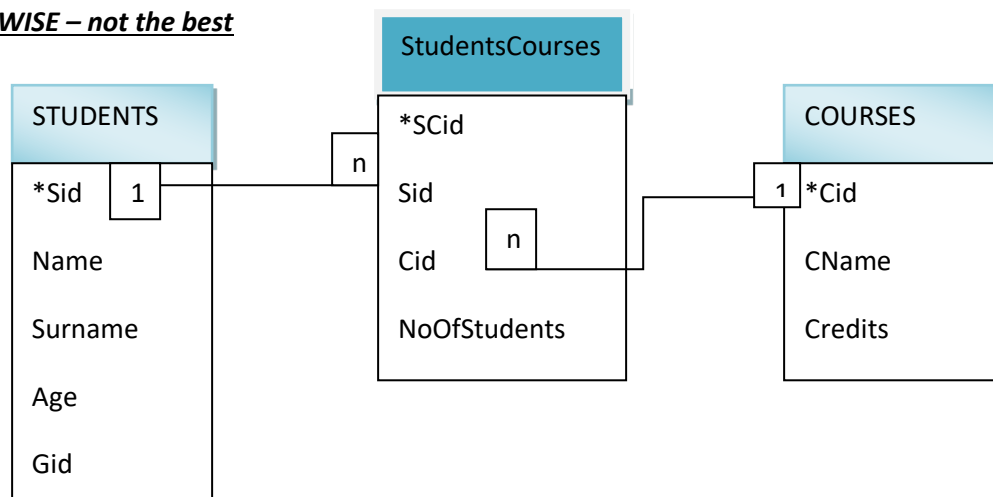 WISE – not the best
StudentsCourses
STUDENTS
*Sid
1
Name
Surname
Age
Gid
n
*SCid
Sid
Cid
n
NoOfStudents
COURSES
1
*Cid
CName
Credits